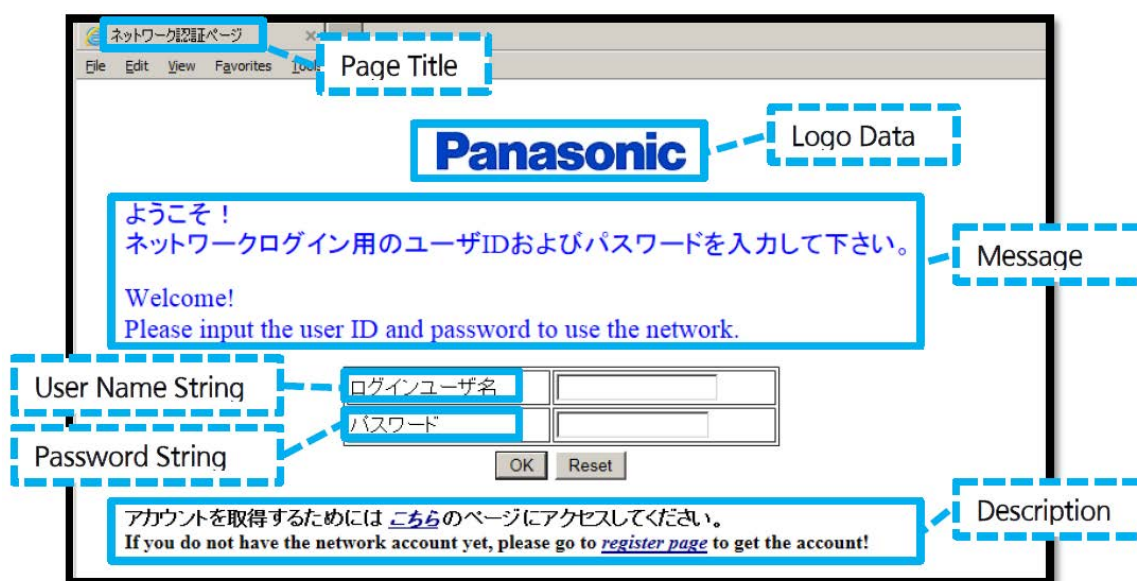 ネットワーク認証ページ
Page Title
File Edit View Favorites
Panasonic
Logo Data
ようこそ！
ネットワークログイン用のユーザIDおよびパスワードを入力して下さい。
Welcome!
Please input the user ID and password to use the network.
Message
User Name String
ログインユーザ名
パスワード
Password String
OK Reset
アカウントを取得するためには こちらのページにアクセスしてください。
If you do not have the network account yet, please go to register page to get the account!
Description